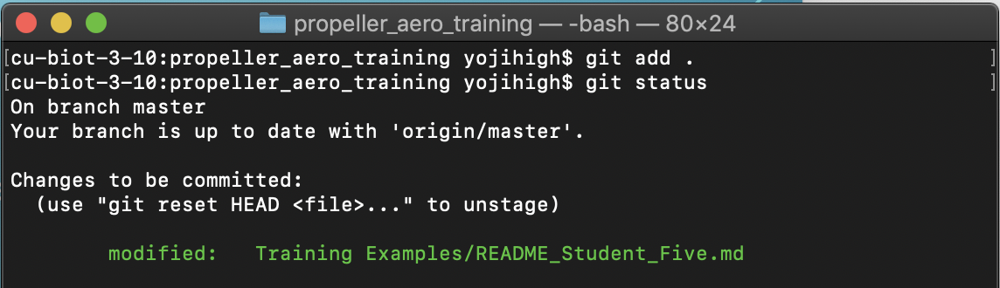 propeller_aero_training — -bash — 80×24
[cu-biot-3-10:propeller_aero_training yojihigh$ git add . ]
[cu-biot-3-10:propeller_aero_training yojihigh$ git status ]
On branch master
Your branch is up to date with 'origin/master'.
Changes to be committed:
(use "git reset HEAD <file>..." to unstage)
modified: Training Examples/README_Student_Five.md